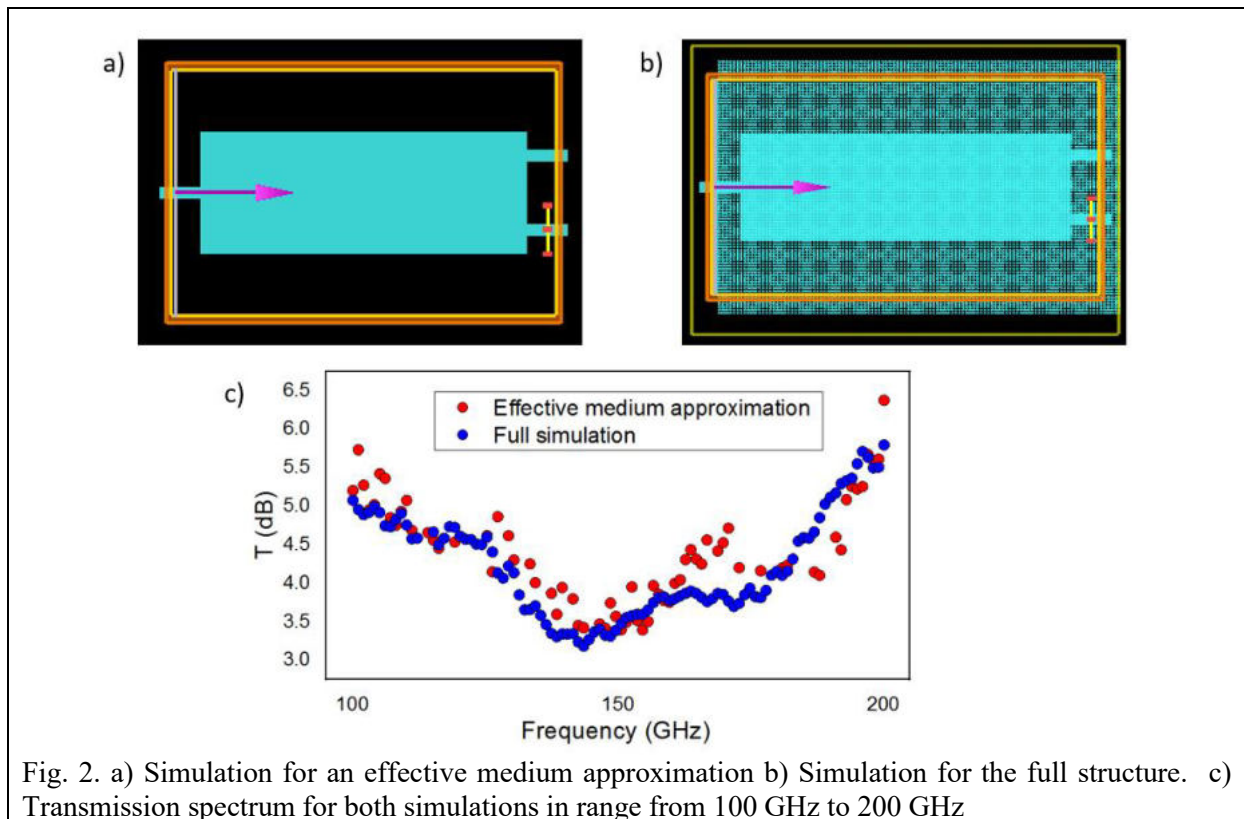 a)
b)
c)
6.5
6.0
5.5
5.0
4.5
4.0
3.5
3.0
T (dB)
Effective medium approximation
Full simulation
100
150
200
Frequency (GHz)
Fig. 2. a) Simulation for an effective medium approximation b) Simulation for the full structure. c)
Transmission spectrum for both simulations in range from 100 GHz to 200 GHz